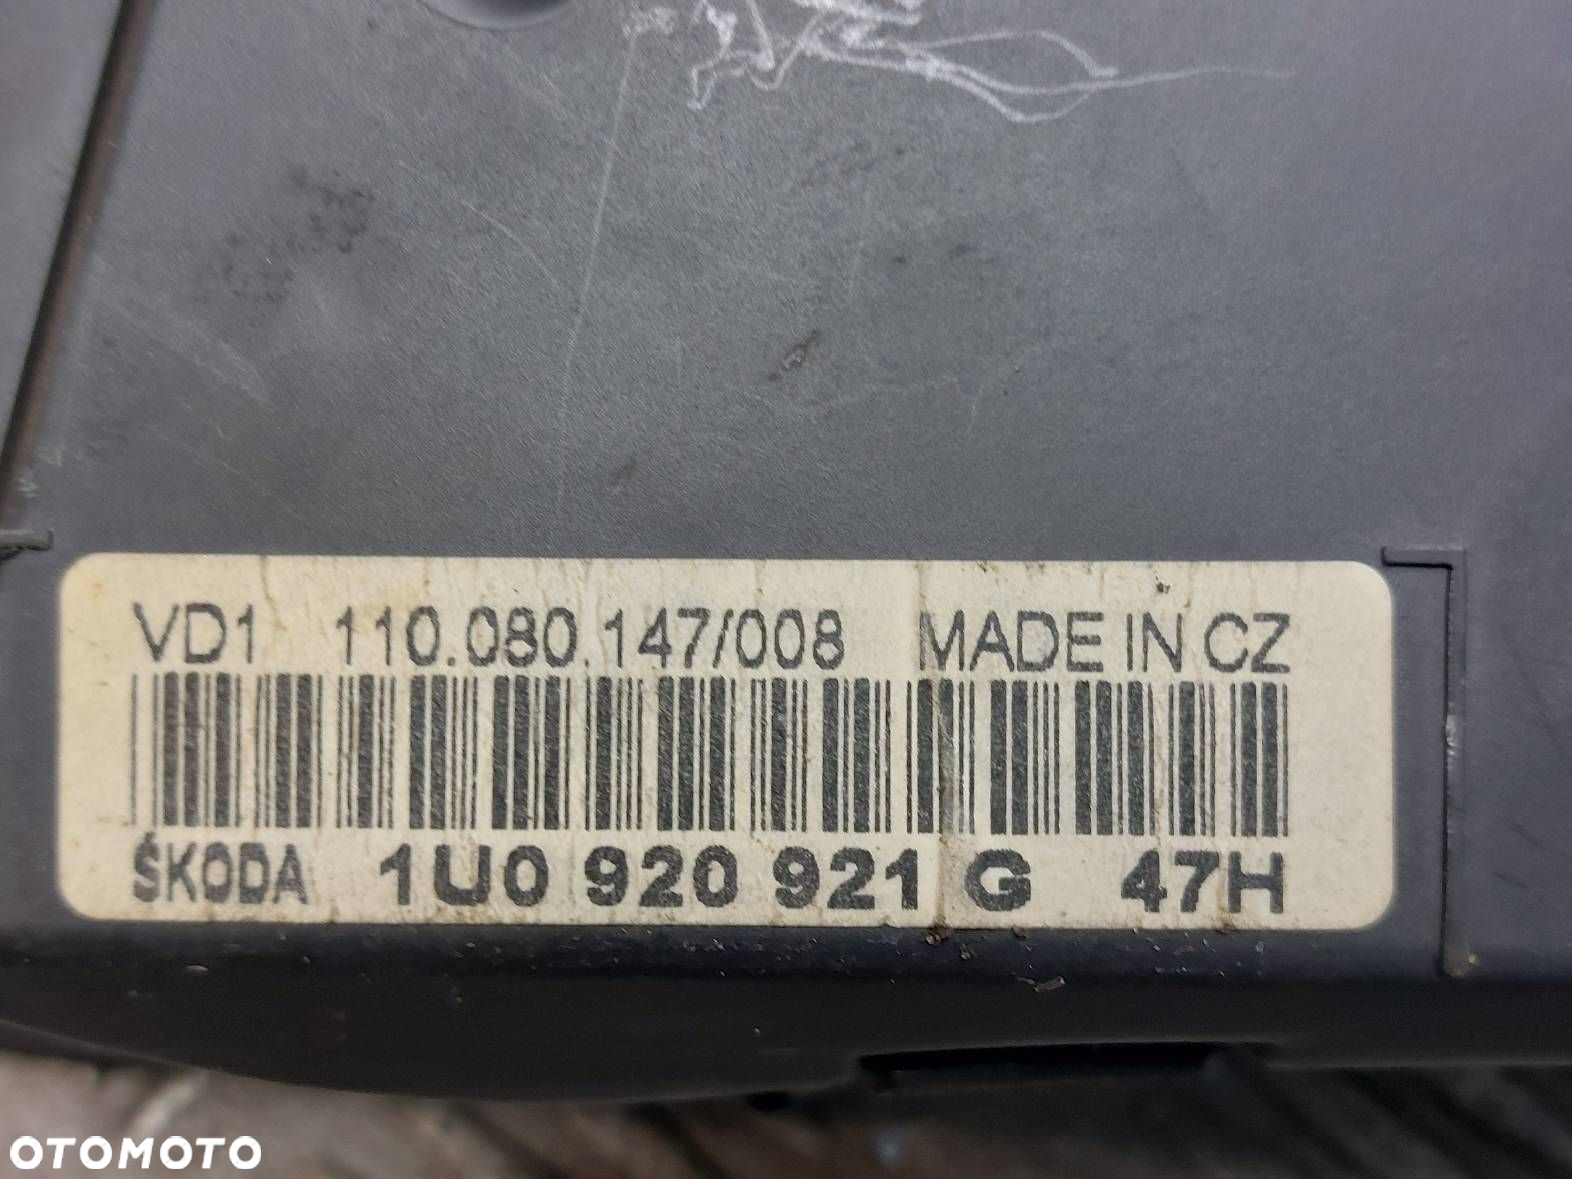 VD1 110.080.147/008 MADE IN CZ
ŠKODA 1U0 920 921 G 47H
OTOMOTO